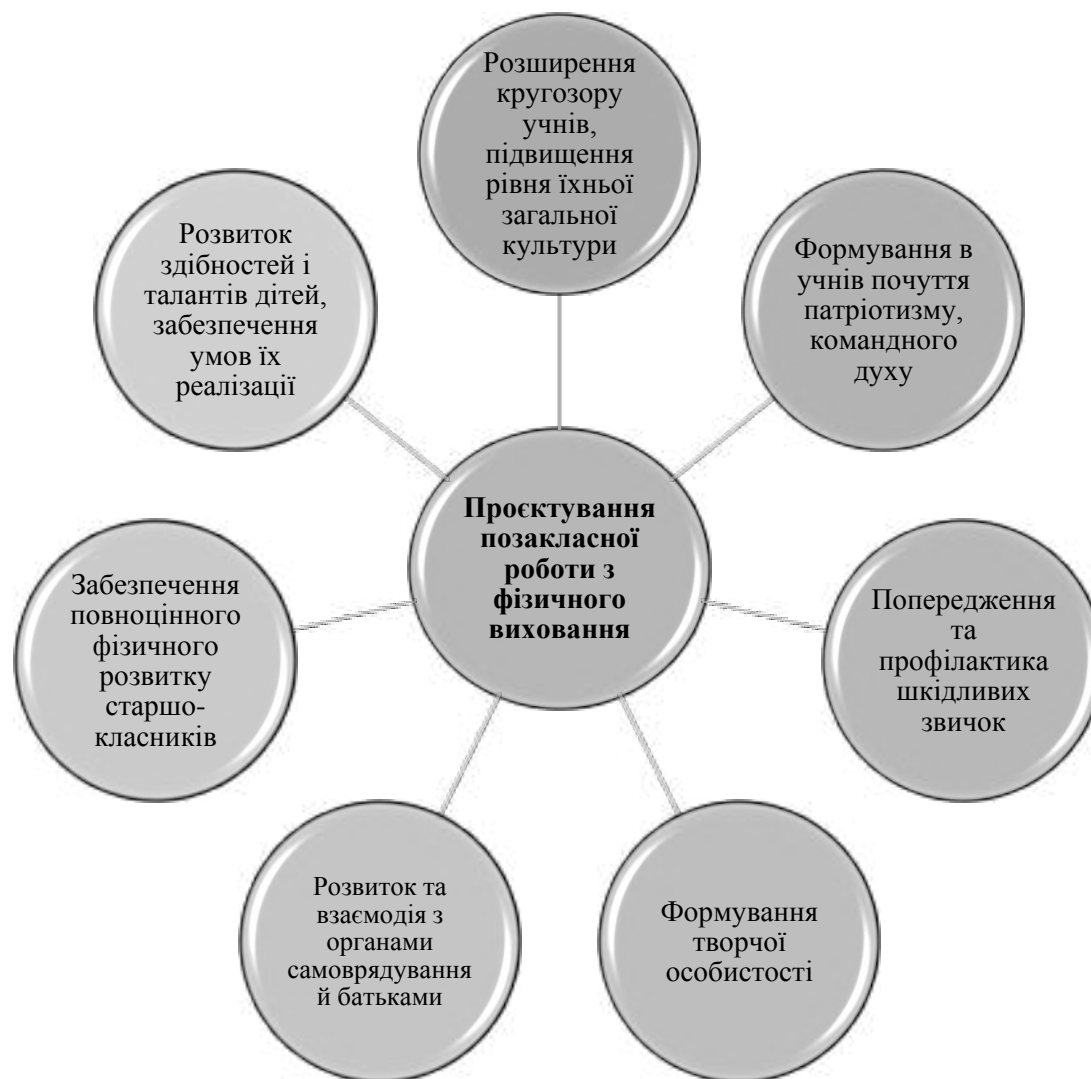 Розширення
кругозору
учнів,
підвищення
рівня їхньої
загальної
культури
Формування в
учнів почуття
патріотизму,
командного
духу
Попередження
та
профілактика
шкідливих
звичок
Формування
творчої
особистості
Розвиток та
взаємодія з
органами
самоврядування
й батьками
Забезпечення
повноцінного
фізичного
розвитку
старшо-
класників
Розвиток
здібностей і
талантів дітей,
забезпечення
умов їх
реалізації
Проєктування
позакласної
роботи з
фізичного
виховання